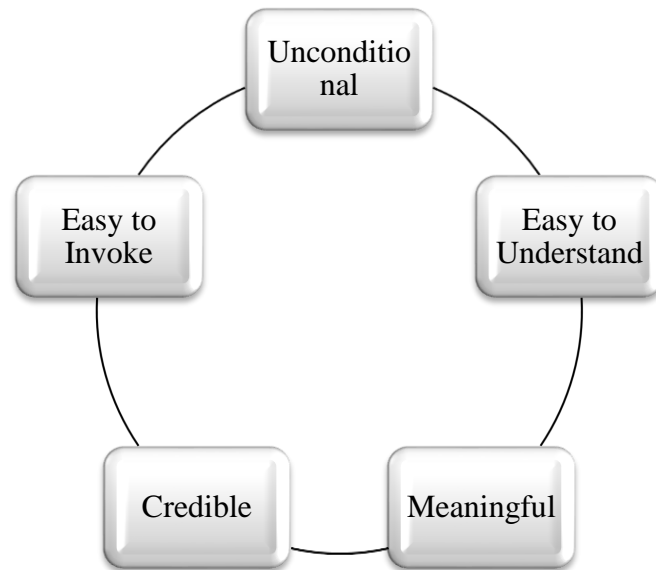 Unconditio
nal
Easy to
Understand
Meaningful
Credible
Easy to
Invoke